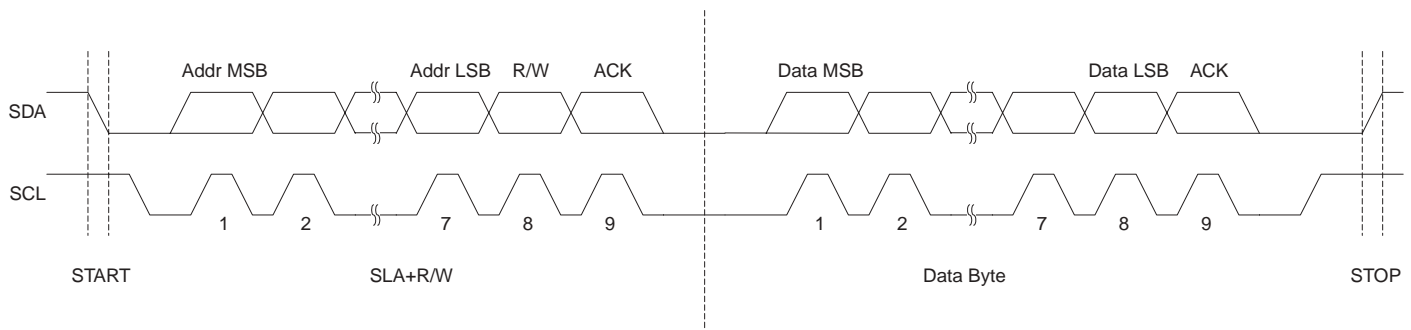 Addr MSB Addr LSB R/W ACK Data MSB Data LSB ACK
SDA
SCL
1 2 7 8 9 1 2 7 8 9
START SLA+R/W Data Byte STOP